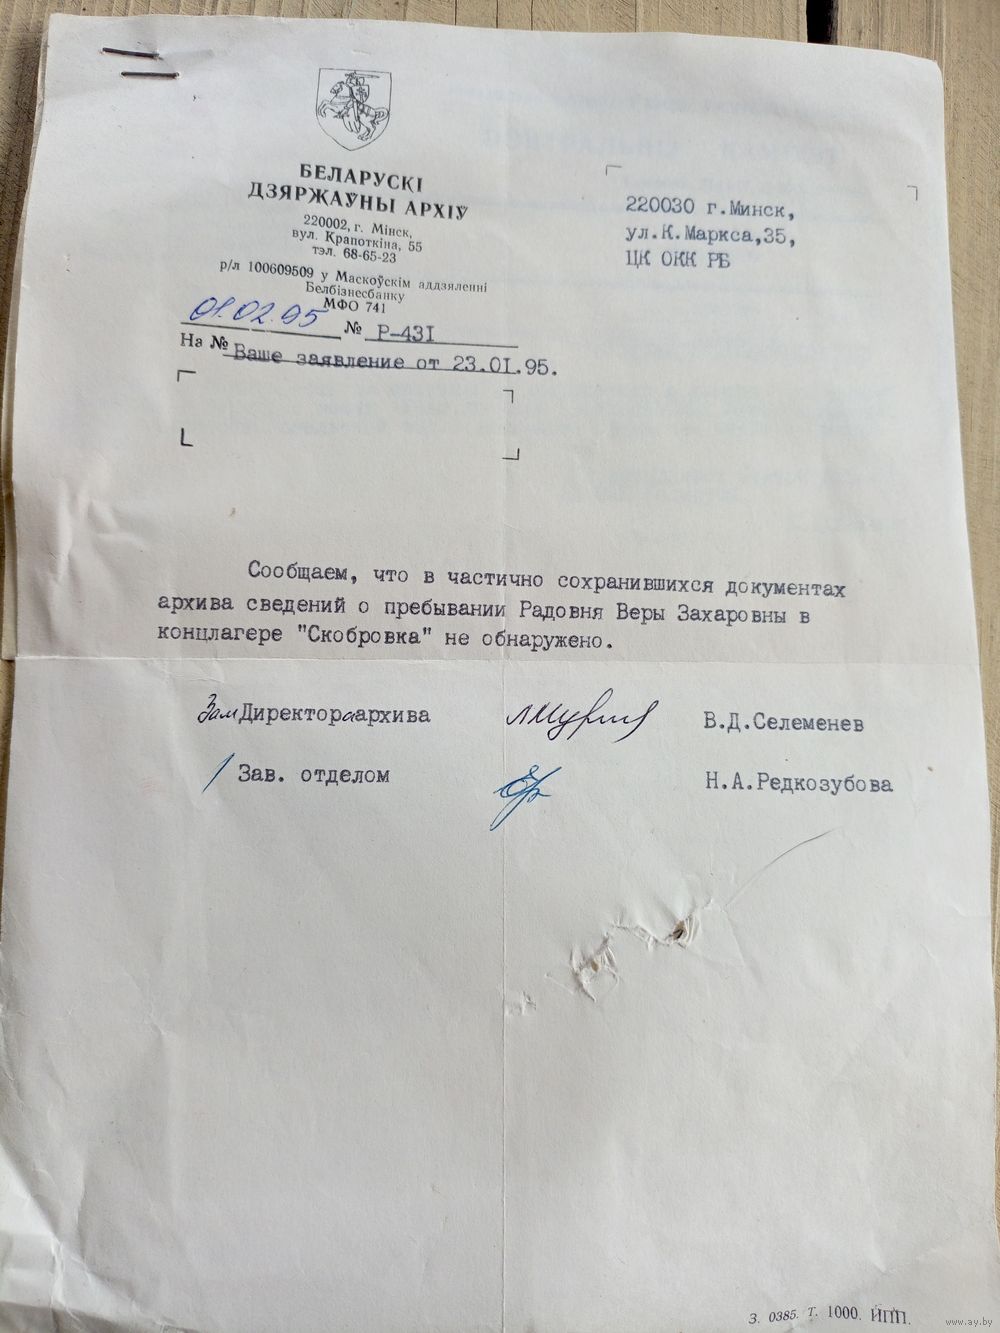 БЕЛАРУСКІ
ДЗЯРЖАЎНЫ АРХІЎ
220002, г. Мінск,
вул. Крапоткіна, 55
тэл. 68-65-23
р/л 100609509 у Маскоўскім аддзяленні
Белбізнесбанку
МФО 741
01.02.95 № Р-43I
На № Ваше заявление от 23.0I.95.
220030 г.Минск,
ул.К.Маркса,35,
ЦК ОКК РБ
Сообщаем, что в частично сохранившихся документах
архива сведений о пребывании Радовня Веры Захаровны в
концлагере "Скобровка" не обнаружено.
Зам Директора архива В.Д.Селеменев
Зав. отделом Н.А.Редкозубова
З. 0385. Т. 1000. ЙПП.
www.ay.by